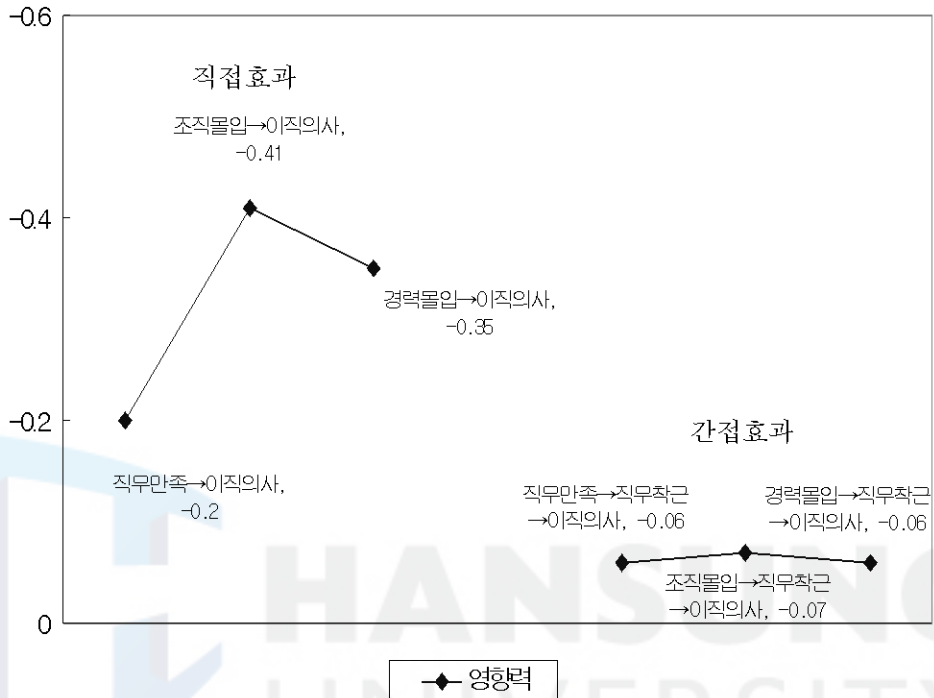 -0.6
직접효과
조직몰입→이직의사,
-0.41
-0.4
경력몰입→이직의사,
-0.35
-0.2
직무만족→이직의사,
-0.2
간접효과
직무만족→직무착근
→이직의사, -0.06
경력몰입→직무착근
→이직의사, -0.06
조직몰입→직무착근
→이직의사, -0.07
0
HANSUNG
영향력
UNIVERSITY